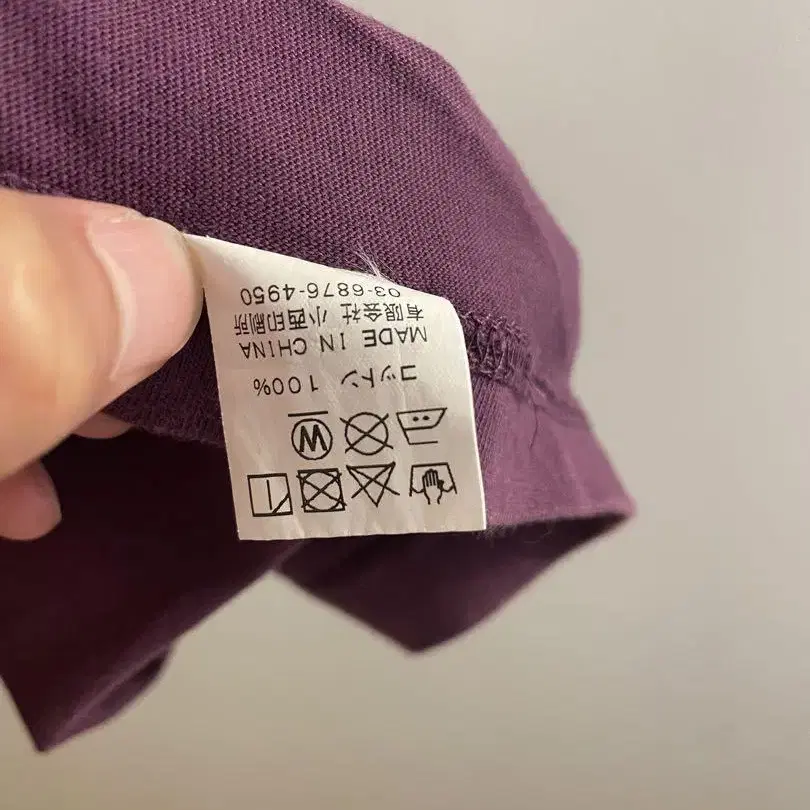 W
コットン 100%
MADE IN CHINA
有限会社 小西印刷所
03-6876-4950